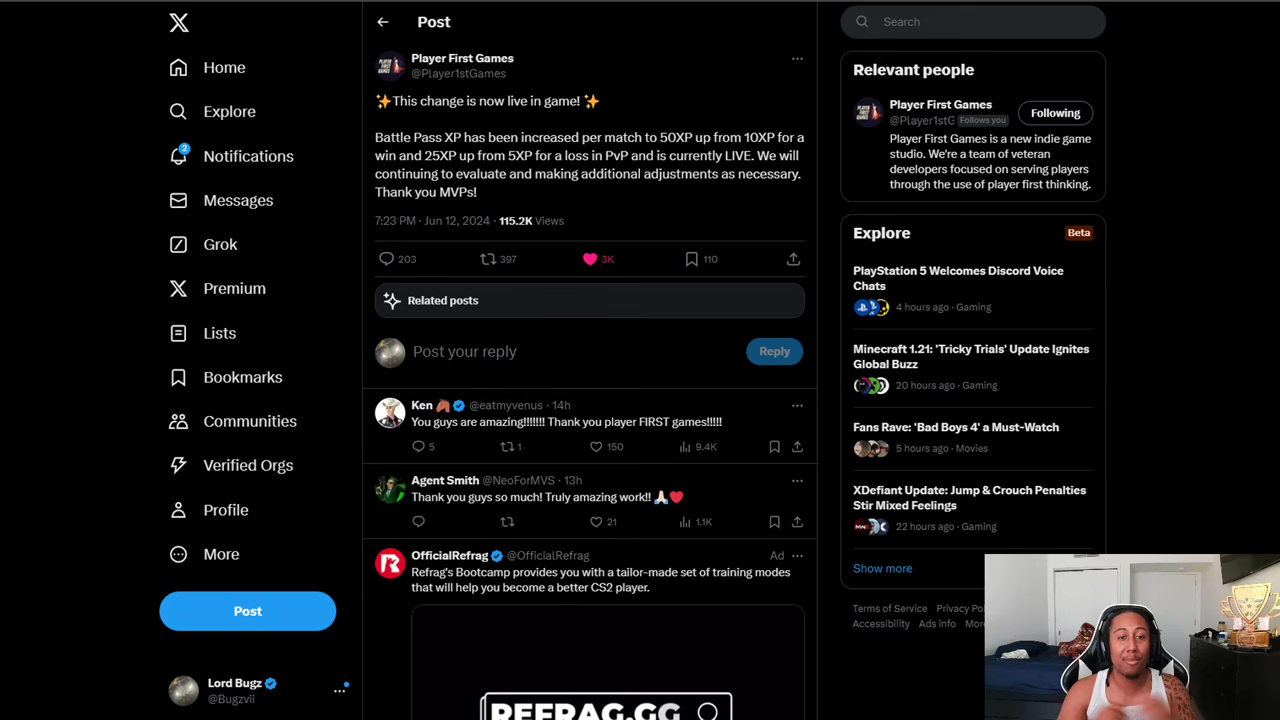 Home
Explore
2
Notifications
Messages
Grok
Premium
Lists
Bookmarks
Communities
Verified Orgs
Profile
More
Post
Lord Bugz
@Bugzvii
Post
Player First Games
@Player1stGames
✨This change is now live in game! ✨
Battle Pass XP has been increased per match to 50XP up from 10XP for a
win and 25XP up from 5XP for a loss in PvP and is currently LIVE. We will
continuing to evaluate and making additional adjustments as necessary.
Thank you MVPs!
7:23 PM · Jun 12, 2024 · 115.2K Views
203 397 3K 110
Related posts
Post your reply
Reply
Ken 🐴 @eatmyvenus · 14h
You guys are amazing!!!!!!! Thank you player FIRST games!!!!!
5 1 150 9.4K
Agent Smith @NeoForMVS · 13h
Thank you guys so much! Truly amazing work!! 🙏❤️
21 1.1K
OfficialRefrag @OfficialRefrag Ad
Refrag's Bootcamp provides you with a tailor-made set of training modes
that will help you become a better CS2 player.
REFRAG.GG
Search
Relevant people
Player First Games
@Player1stG Follows you
Following
Player First Games is a new indie game
studio. We're a team of veteran
developers focused on serving players
through the use of player first thinking.
Explore
Beta
PlayStation 5 Welcomes Discord Voice
Chats
4 hours ago · Gaming
Minecraft 1.21: 'Tricky Trials' Update Ignites
Global Buzz
20 hours ago · Gaming
Fans Rave: 'Bad Boys 4' a Must-Watch
5 hours ago · Movies
XDefiant Update: Jump & Crouch Penalties
Stir Mixed Feelings
22 hours ago · Gaming
Show more
Terms of Service Privacy Pol
Accessibility Ads info Mor